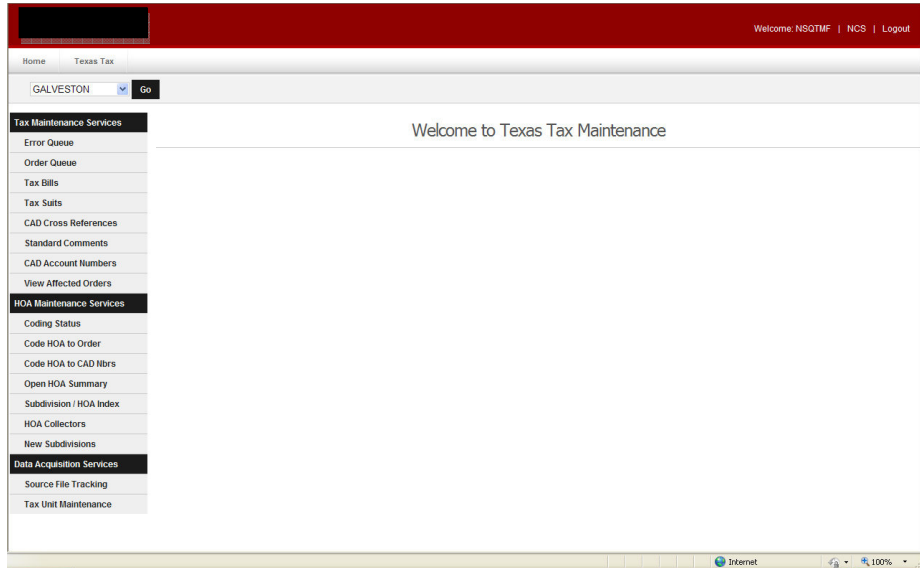 Welcome: NSQTMF | NCS | Logout
Home Texas Tax
GALVESTON Go
Tax Maintenance Services
Welcome to Texas Tax Maintenance
Error Queue
Order Queue
Tax Bills
Tax Suits
CAD Cross References
Standard Comments
CAD Account Numbers
View Affected Orders
HOA Maintenance Services
Coding Status
Code HOA to Order
Code HOA to CAD Nbrs
Open HOA Summary
Subdivision / HOA Index
HOA Collectors
New Subdivisions
Data Acquisition Services
Source File Tracking
Tax Unit Maintenance
Internet 100%